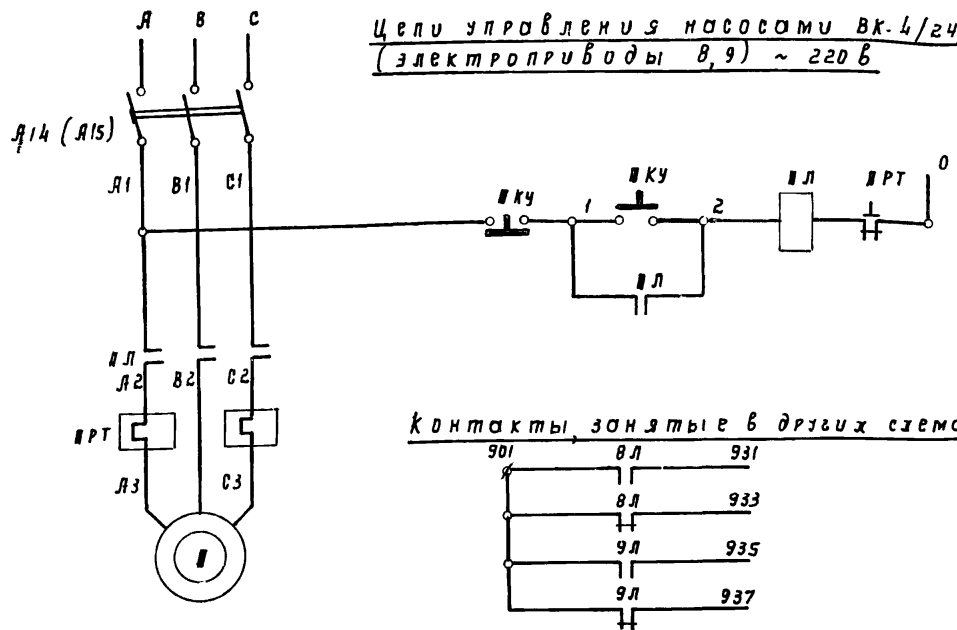 А В С
Цепи управления насосами ВК-4/24
(электроприводы 8,9) ~ 220 в
А14 (А15)
А1 В1 С1
КУ
1
КУ
2
Л
РТ
0
Л
Л
А2 В2 С2
РТ
А3 С3
Контакты, занятые в других схема
901 8Л 931
8Л 933
9Л 935
9Л 937